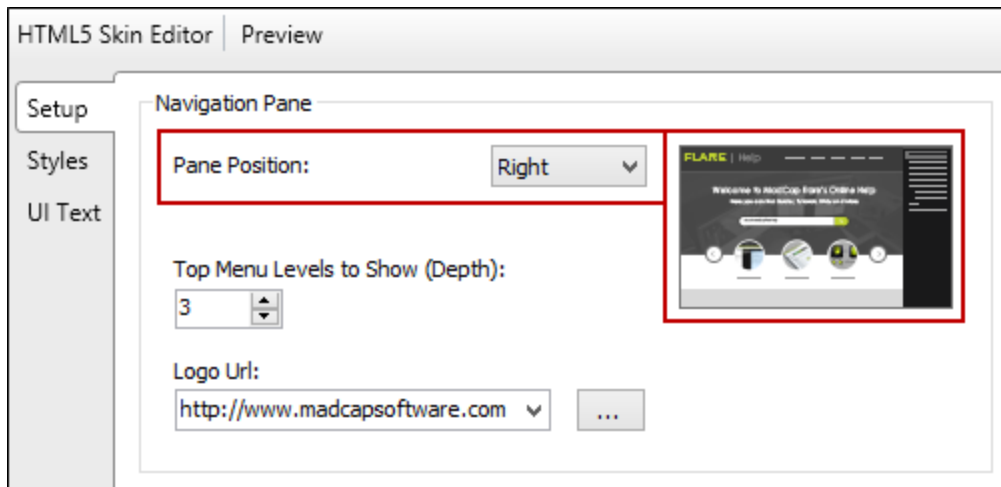 HTML5 Skin Editor Preview
Setup
Styles
UI Text
Navigation Pane
Pane Position: Right
FLARE | Help
Welcome to MadCap Flare's Online Help
Top Menu Levels to Show (Depth):
3
Logo Url:
http://www.madcapsoftware.com ...